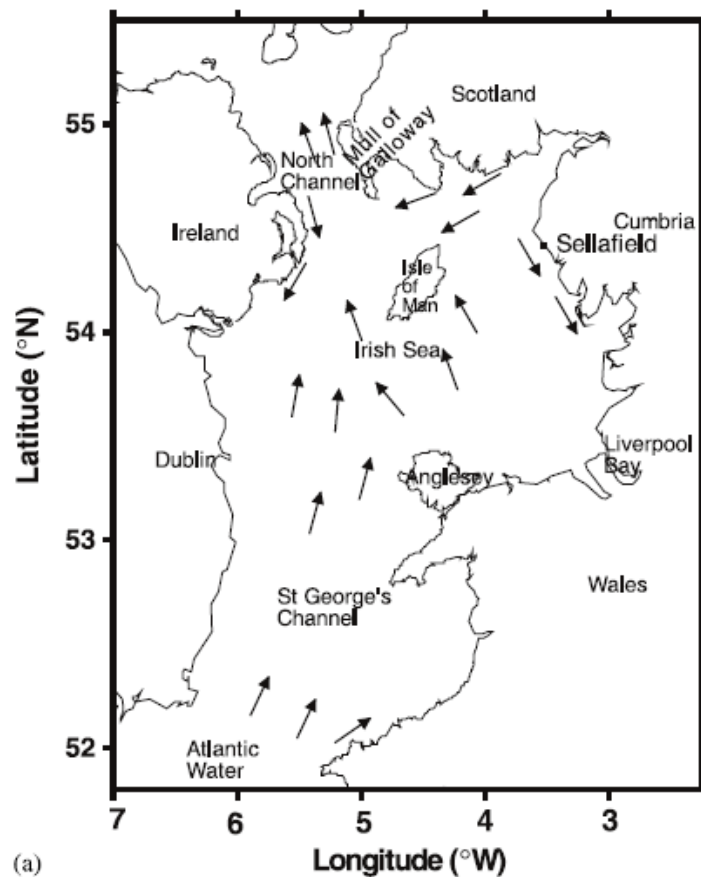 Scotland
55
Mull of
Galloway
North
Channel
Ireland
Cumbria
Sellafield
Isle
of
Man
54
Irish Sea
Latitude (°N)
Dublin
Liverpool
Bay
Anglesey
53
St George's
Channel
Wales
52
Atlantic
Water
7 6 5 4 3
(a) Longitude (°W)